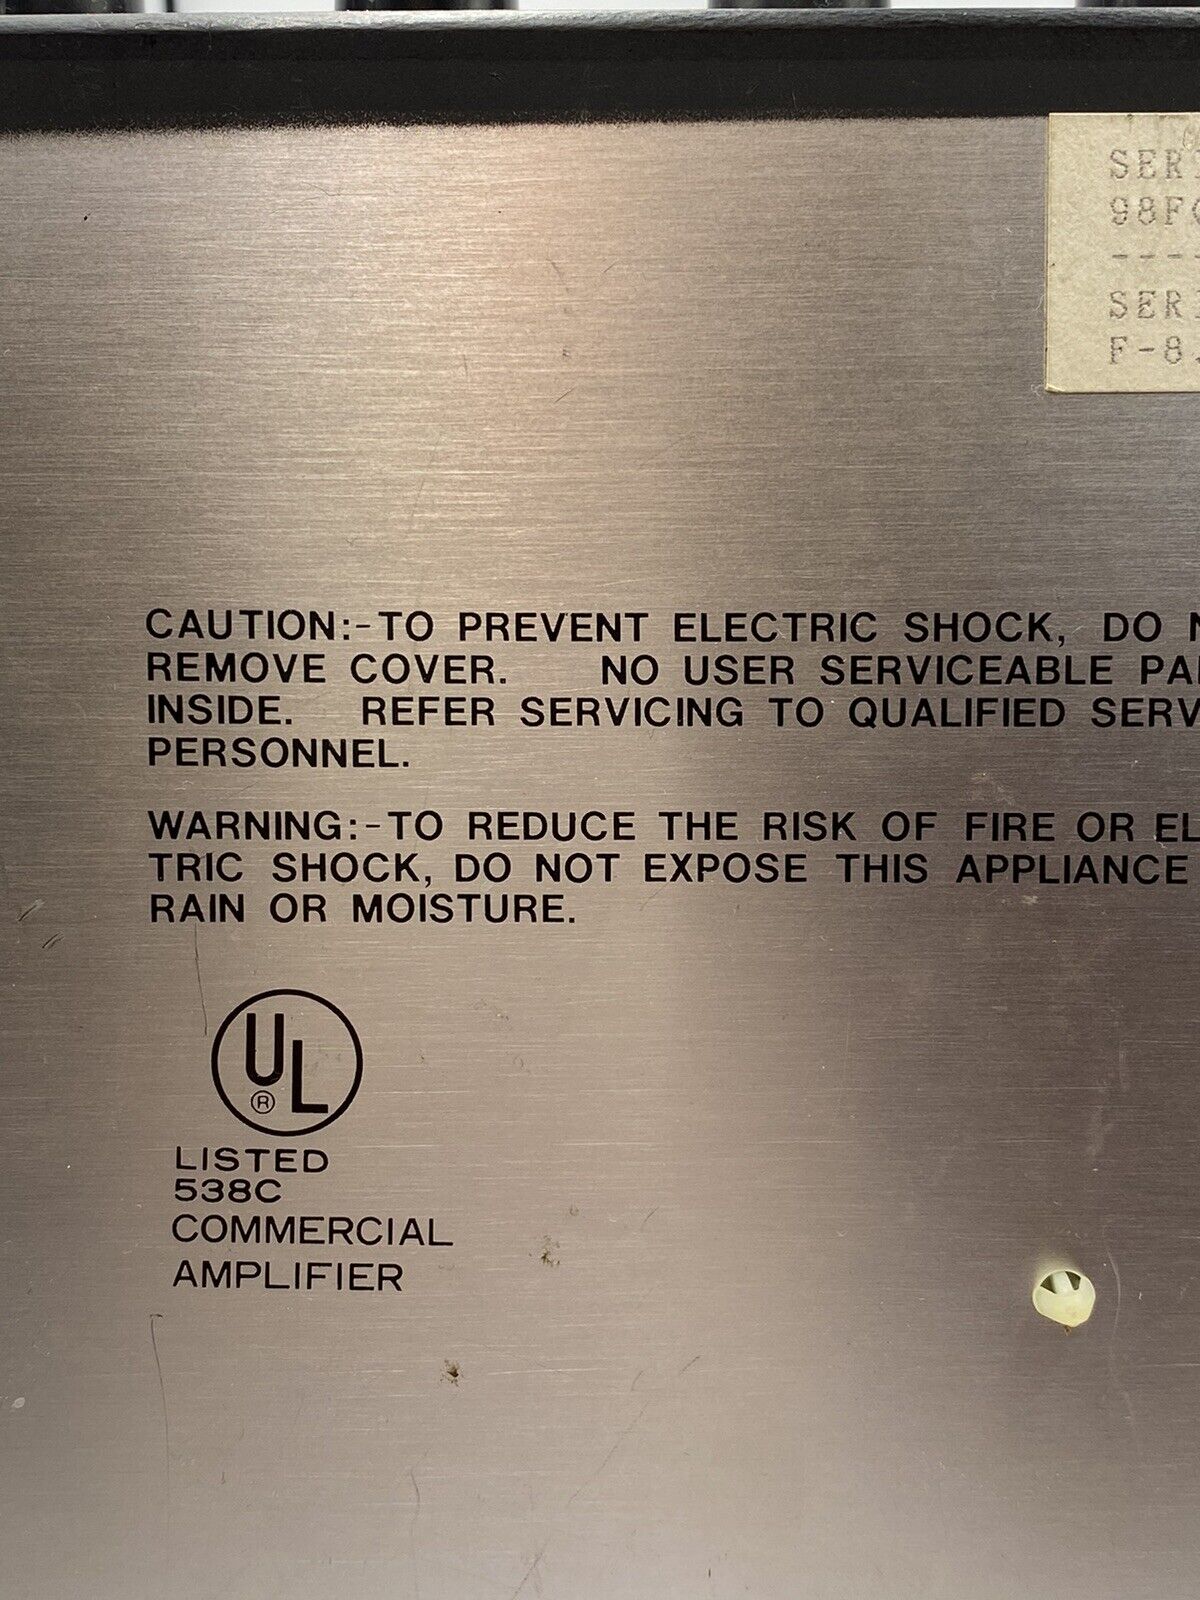 SERI
98F
----
SERI
F-8
CAUTION:-TO PREVENT ELECTRIC SHOCK, DO N
REMOVE COVER. NO USER SERVICEABLE PA
INSIDE. REFER SERVICING TO QUALIFIED SERV
PERSONNEL.
WARNING:-TO REDUCE THE RISK OF FIRE OR EL
TRIC SHOCK, DO NOT EXPOSE THIS APPLIANCE
RAIN OR MOISTURE.
UL
®
LISTED
538C
COMMERCIAL
AMPLIFIER